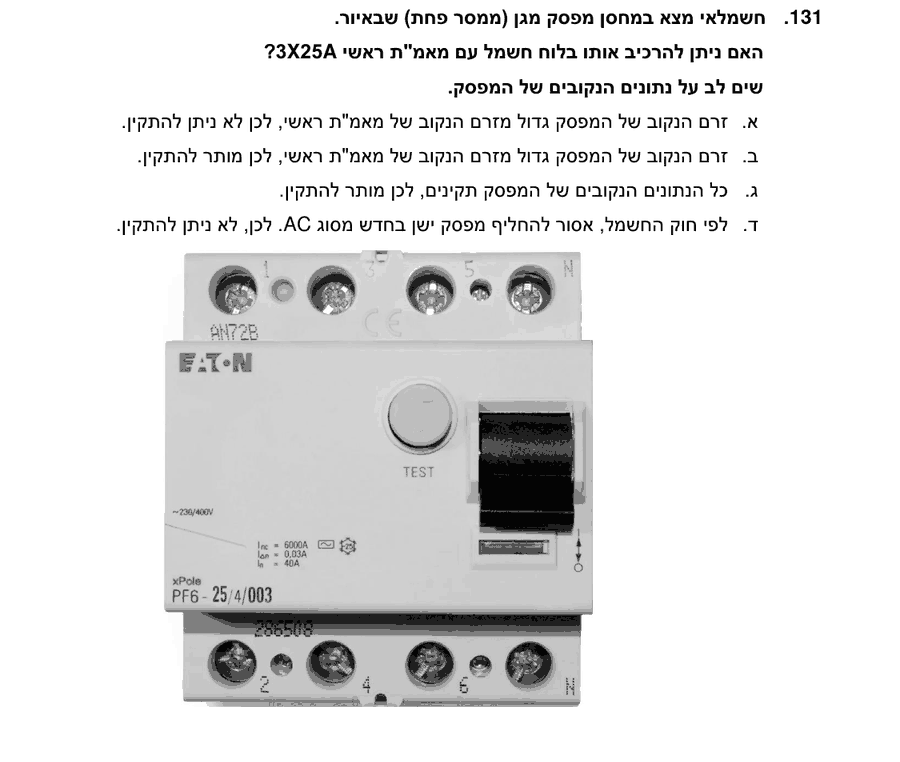 131. חשמלאי מצא במחסן מפסק מגן (ממסר פחת) שבאיור.
האם ניתן להרכיב אותו בלוח חשמל עם מאמ"ת ראשי 3X25A?
שים לב על נתונים הנקובים של המפסק.
א. זרם הנקוב של המפסק גדול מזרם הנקוב של מאמ"ת ראשי, לכן לא ניתן להתקין.
ב. זרם הנקוב של המפסק גדול מזרם הנקוב של מאמ"ת ראשי, לכן מותר להתקין.
ג. כל הנתונים הנקובים של המפסק תקינים, לכן מותר להתקין.
ד. לפי חוק החשמל, אסור להחליף מפסק ישן בחדש מסוג AC. לכן, לא ניתן להתקין.
1 3 5 N
CE
AN72B
EATON
TEST
~230/400V
Inc = 6000A
IΔn = 0,03A -25
In = 40A
xPole
PF6-25/4/003
286508
2 4 6 N